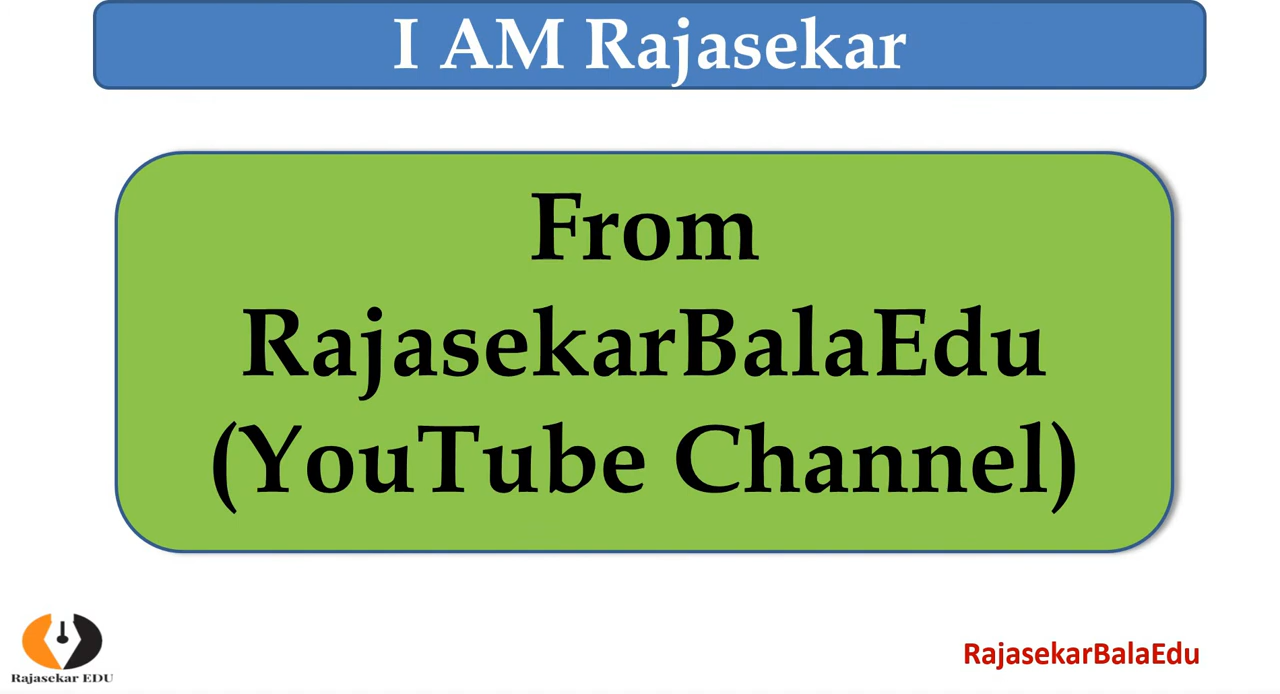 I AM Rajasekar
From
RajasekarBalaEdu
(YouTube Channel)
Rajasekar EDU
RajasekarBalaEdu